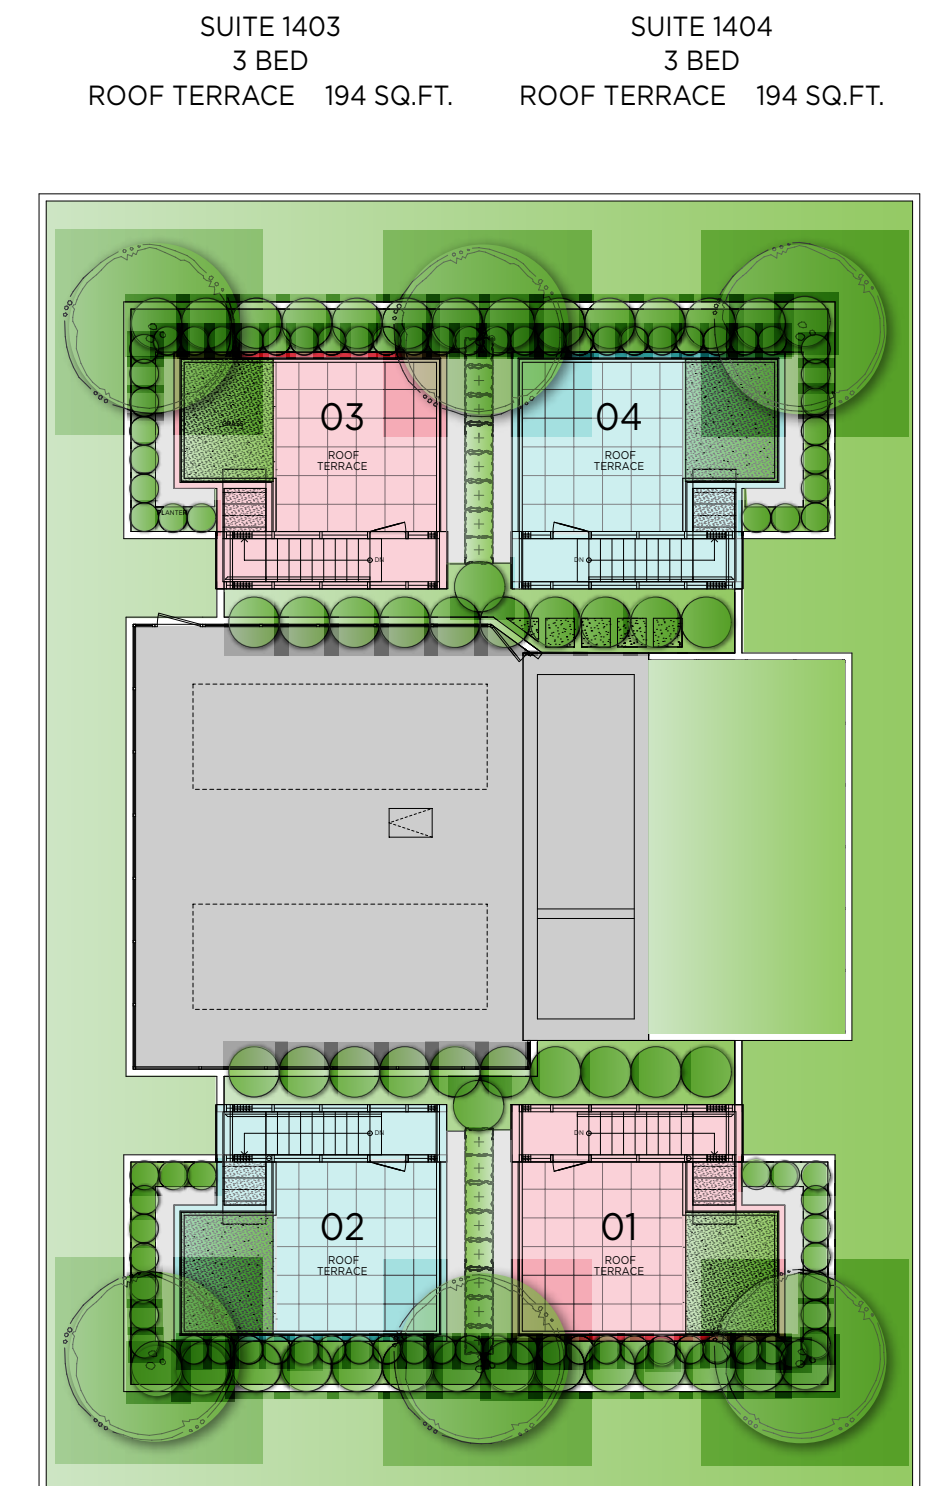 SUITE 1403
3 BED
ROOF TERRACE 194 SQ.FT.
SUITE 1404
3 BED
ROOF TERRACE 194 SQ.FT.
03
ROOF
TERRACE
04
ROOF
TERRACE
PLANTER
DN
DN
DN
DN
02
ROOF
TERRACE
01
ROOF
TERRACE